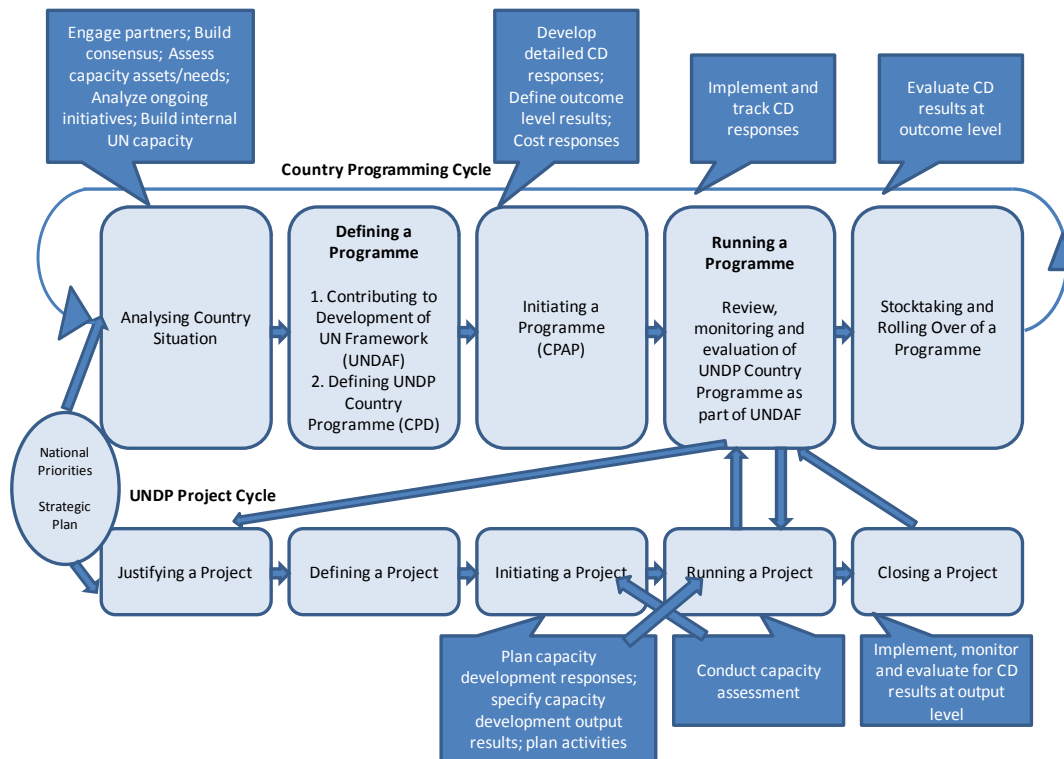 Engage partners; Build
consensus; Assess
capacity assets/needs;
Analyze ongoing
initiatives; Build internal
UN capacity
Develop
detailed CD
responses;
Define outcome
level results;
Cost responses
Implement and
track CD
responses
Evaluate CD
results at
outcome level
Country Programming Cycle
Analysing Country
Situation
Defining a
Programme
1. Contributing to
Development of
UN Framework
(UNDAF)
2. Defining UNDP
Country
Programme (CPD)
Initiating a
Programme
(CPAP)
Running a
Programme
Review,
monitoring and
evaluation of
UNDP Country
Programme as
part of UNDAF
Stocktaking and
Rolling Over of a
Programme
National
Priorities
Strategic
Plan
UNDP Project Cycle
Justifying a Project
Defining a Project
Initiating a Project
Running a Project
Closing a Project
Plan capacity
development responses;
specify capacity
development output
results; plan activities
Conduct capacity
assessment
Implement, monitor
and evaluate for CD
results at output
level